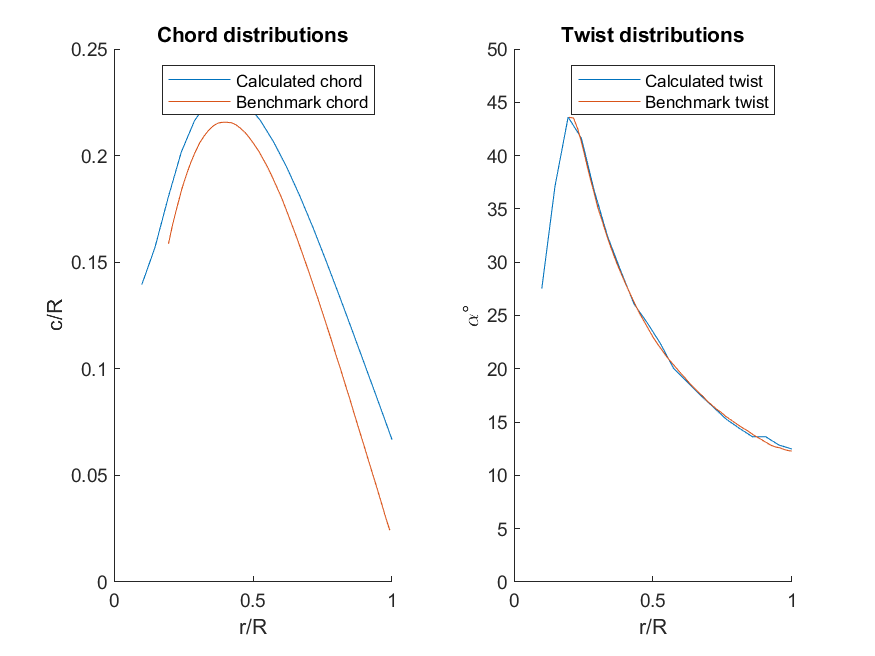 Chord distributions
Calculated chord
Benchmark chord
0.25
0.2
0.15
0.1
0.05
0
c/R
0
0.5
1
r/R
Twist distributions
Calculated twist
Benchmark twist
50
45
40
35
30
25
20
15
10
5
0
α°
0
0.5
1
r/R